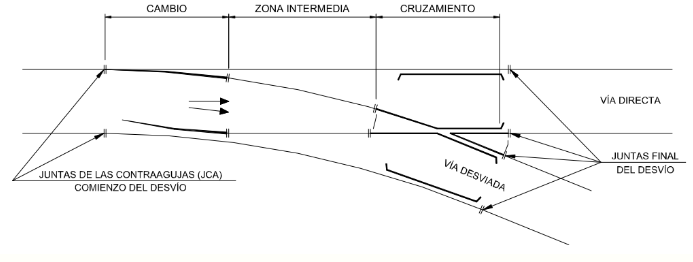 CAMBIO
ZONA INTERMEDIA
CRUZAMIENTO
VÍA DIRECTA
JUNTAS DE LAS CONTRAAGUJAS (JCA)
COMIENZO DEL DESVÍO
VÍA DESVIADA
JUNTAS FINAL
DEL DESVÍO